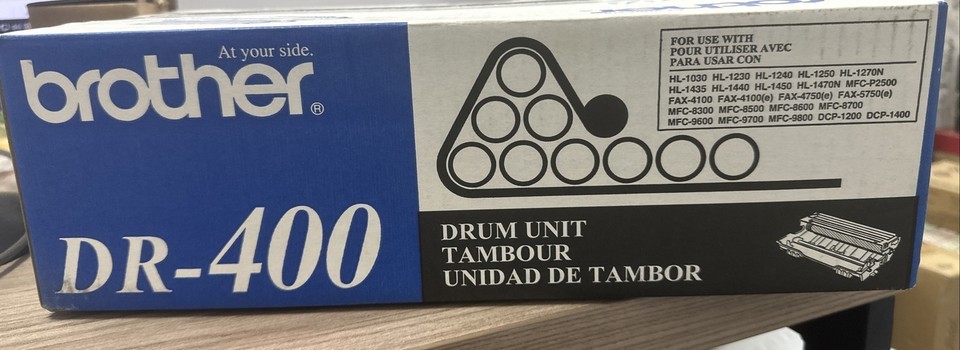 At your side.
brother®
DR-400
FOR USE WITH
POUR UTILISER AVEC
PARA USAR CON
HL-1030 HL-1230 HL-1240 HL-1250 HL-1270N
HL-1435 HL-1440 HL-1450 HL-1470N MFC-P2500
FAX-4100 FAX-4100(e) FAX-4750(e) FAX-5750(e)
MFC-8300 MFC-8500 MFC-8600 MFC-8700
MFC-9600 MFC-9700 MFC-9800 DCP-1200 DCP-1400
DRUM UNIT
TAMBOUR
UNIDAD DE TAMBOR